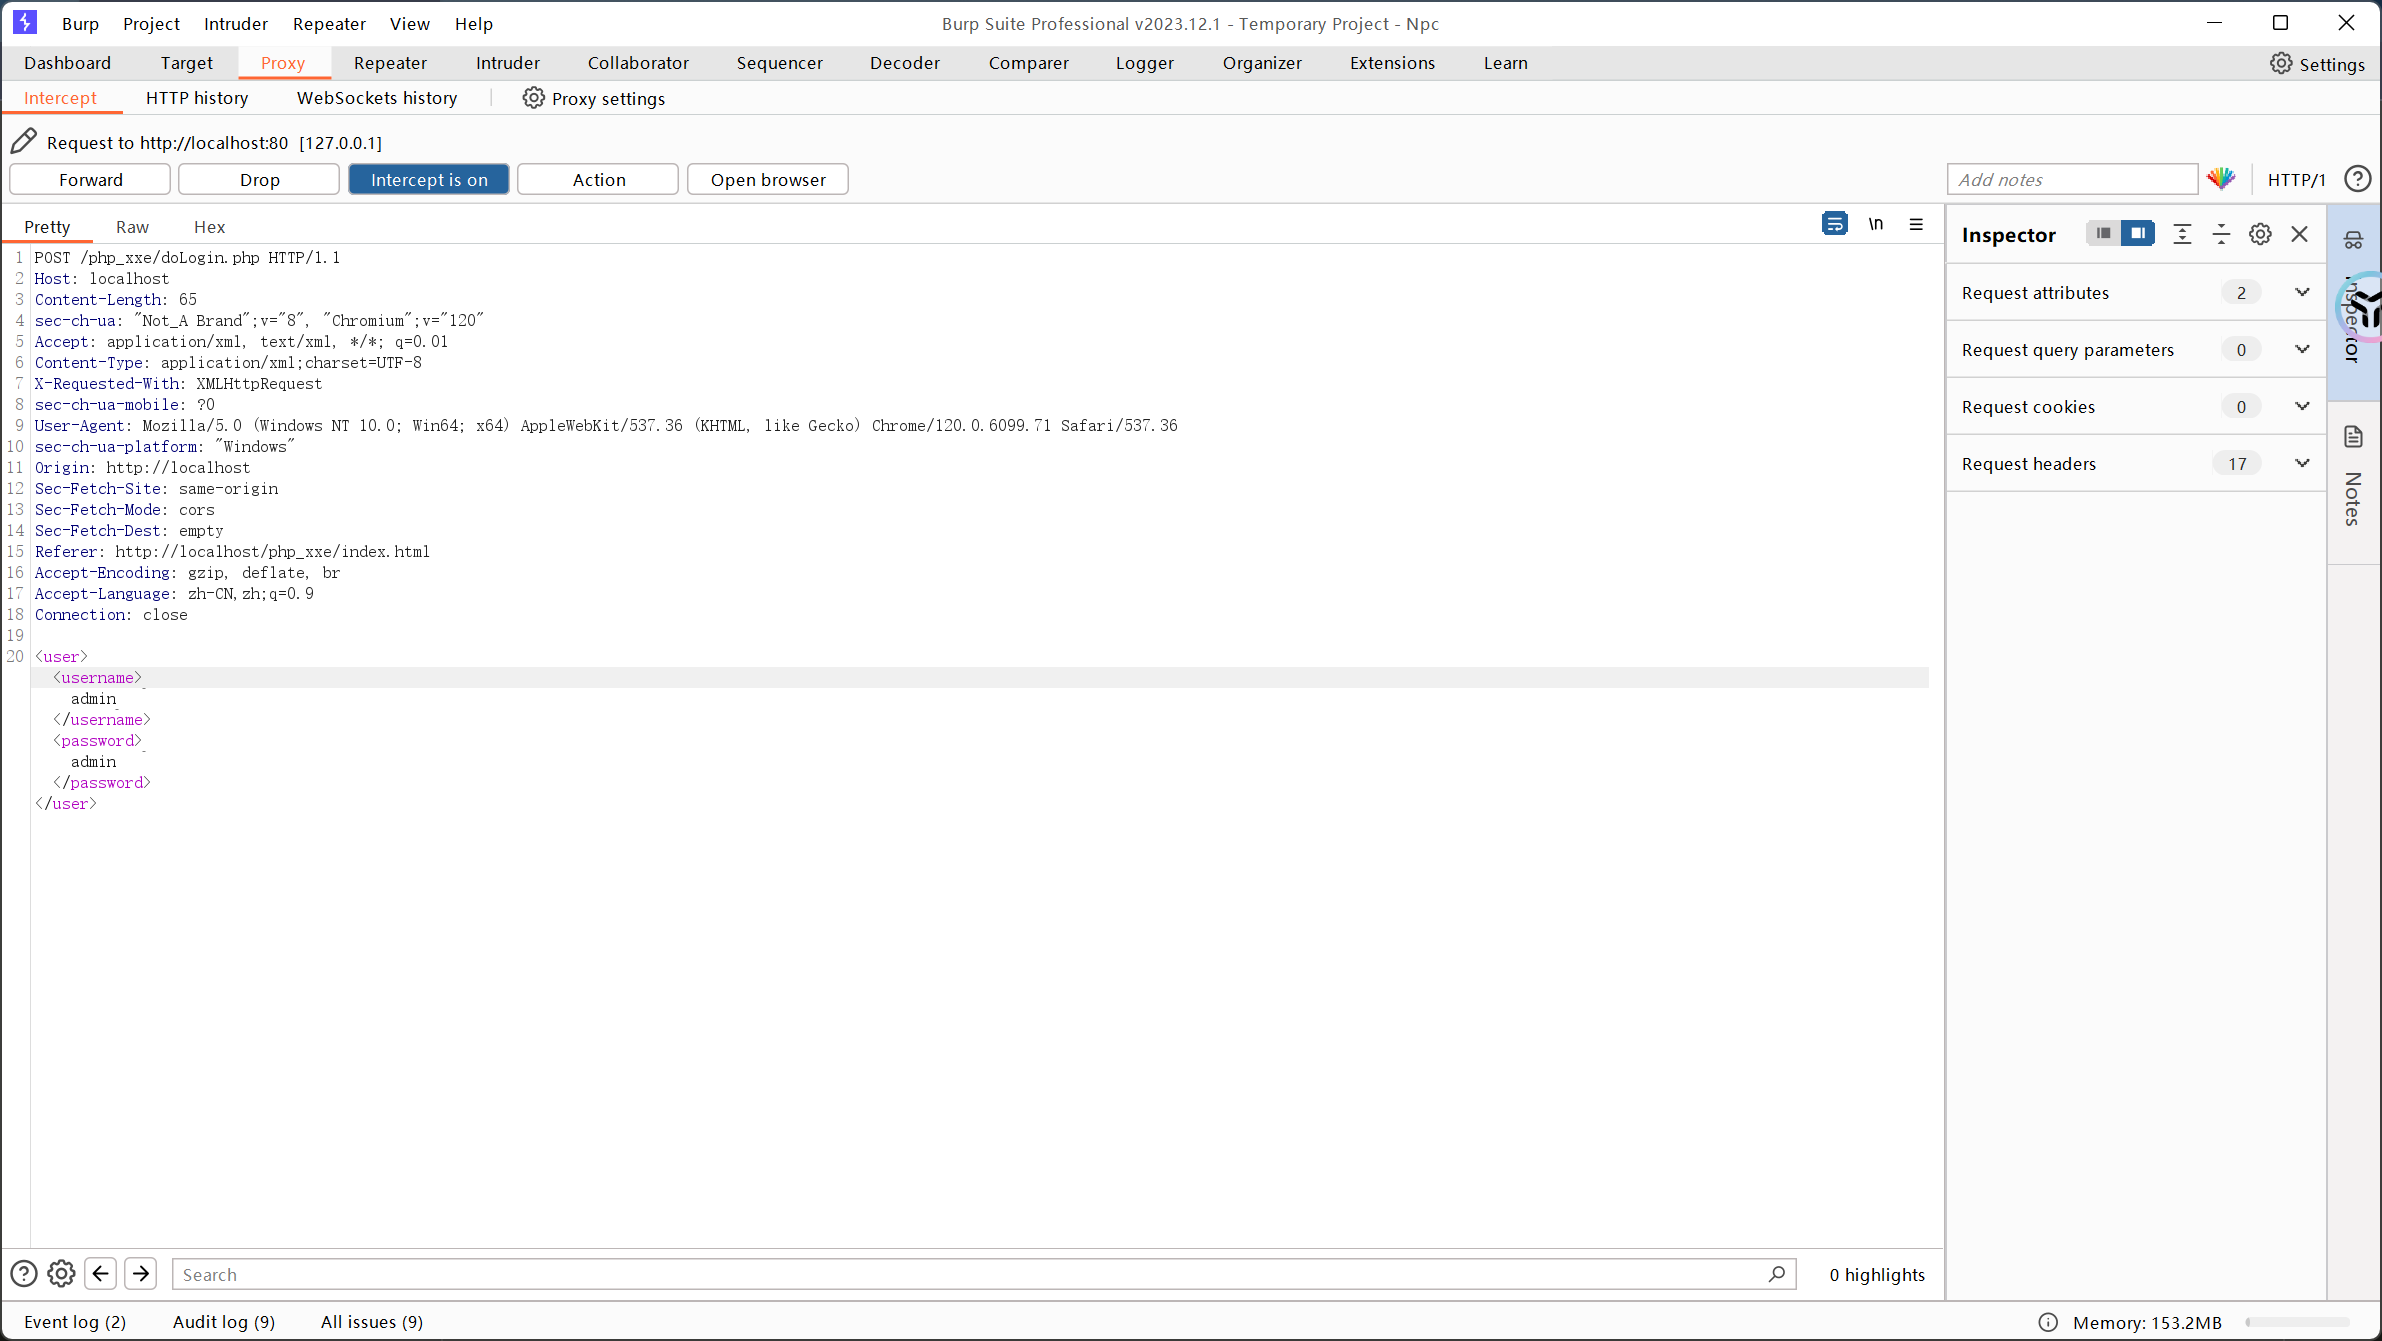 Burp Project Intruder Repeater View Help Burp Suite Professional v2023.12.1 - Temporary Project - Npc
Dashboard Target Proxy Repeater Intruder Collaborator Sequencer Decoder Comparer Logger Organizer Extensions Learn Settings
Intercept HTTP history WebSockets history Proxy settings
Request to http://localhost:80 [127.0.0.1]
Forward Drop Intercept is on Action Open browser Add notes HTTP/1
Pretty Raw Hex \n
1 POST /php_xxe/doLogin.php HTTP/1.1
2 Host: localhost
3 Content-Length: 65
4 sec-ch-ua: "Not_A Brand";v="8", "Chromium";v="120"
5 Accept: application/xml, text/xml, */*; q=0.01
6 Content-Type: application/xml;charset=UTF-8
7 X-Requested-With: XMLHttpRequest
8 sec-ch-ua-mobile: ?0
9 User-Agent: Mozilla/5.0 (Windows NT 10.0; Win64; x64) AppleWebKit/537.36 (KHTML, like Gecko) Chrome/120.0.6099.71 Safari/537.36
10 sec-ch-ua-platform: "Windows"
11 Origin: http://localhost
12 Sec-Fetch-Site: same-origin
13 Sec-Fetch-Mode: cors
14 Sec-Fetch-Dest: empty
15 Referer: http://localhost/php_xxe/index.html
16 Accept-Encoding: gzip, deflate, br
17 Accept-Language: zh-CN,zh;q=0.9
18 Connection: close
19
20 <user>
<username>
admin
</username>
<password>
admin
</password>
</user>
Inspector
Request attributes 2
Request query parameters 0
Request cookies 0
Request headers 17
Inspector
Notes
Search 0 highlights
Event log (2) Audit log (9) All issues (9) Memory: 153.2MB